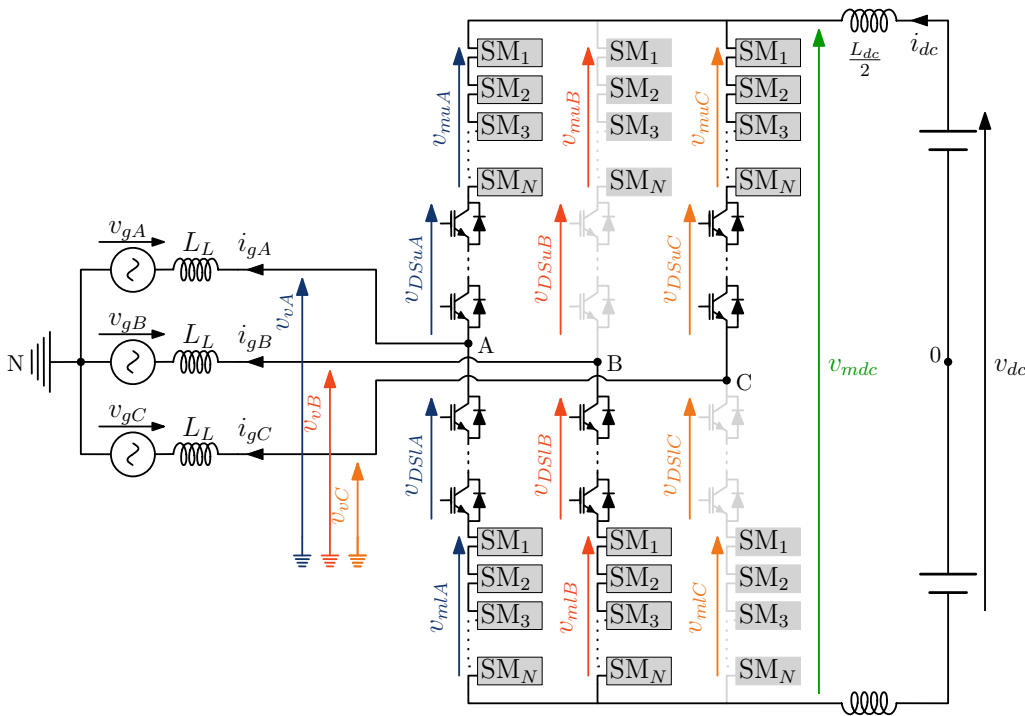 SM1 SM1 SM1
SM2 SM2 SM2
SM3 SM3 SM3
SMN SMN SMN
vmuA vmuB vmuC
Ldc/2 idc
vDSuA vDSuB vDSuC
vgA LL igA
vgB LL igB
vgC LL igC
N
vvA
vvB
vvC
A
B
C
vmdc
0
vdc
vDSlA vDSlB vDSlC
SM1 SM1 SM1
SM2 SM2 SM2
SM3 SM3 SM3
SMN SMN SMN
vmlA vmlB vmlC